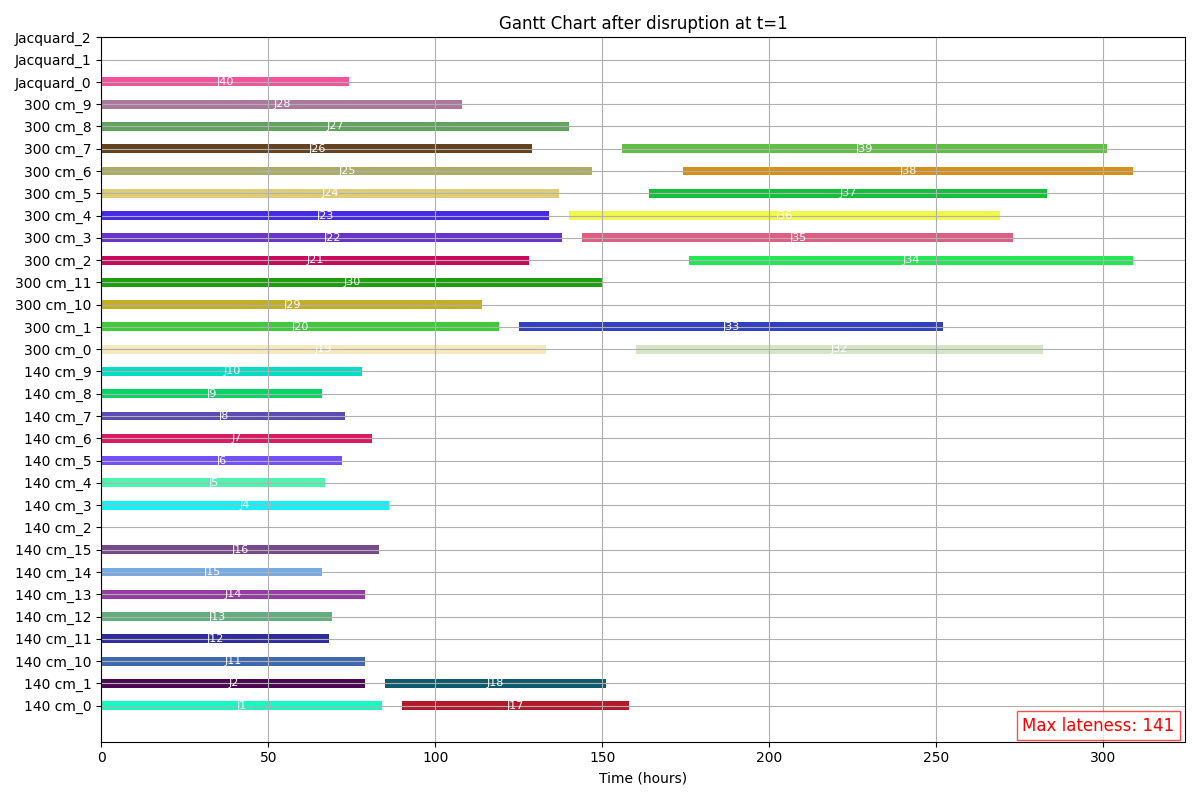 Gantt Chart after disruption at t=1
Jacquard_2
Jacquard_1
Jacquard_0 J40
300 cm_9 J28
300 cm_8 J27
300 cm_7 J26 J39
300 cm_6 J25 J38
300 cm_5 J24 J37
300 cm_4 J23 J36
300 cm_3 J22 J35
300 cm_2 J21 J34
300 cm_11 J30
300 cm_10 J29
300 cm_1 J20 J33
300 cm_0 J19 J32
140 cm_9 J10
140 cm_8 J9
140 cm_7 J8
140 cm_6 J7
140 cm_5 J6
140 cm_4 J5
140 cm_3 J4
140 cm_2
140 cm_15 J16
140 cm_14 J15
140 cm_13 J14
140 cm_12 J13
140 cm_11 J12
140 cm_10 J11
140 cm_1 J2 J18
140 cm_0 J1 J17
Max lateness: 141
0 50 100 150 200 250 300
Time (hours)